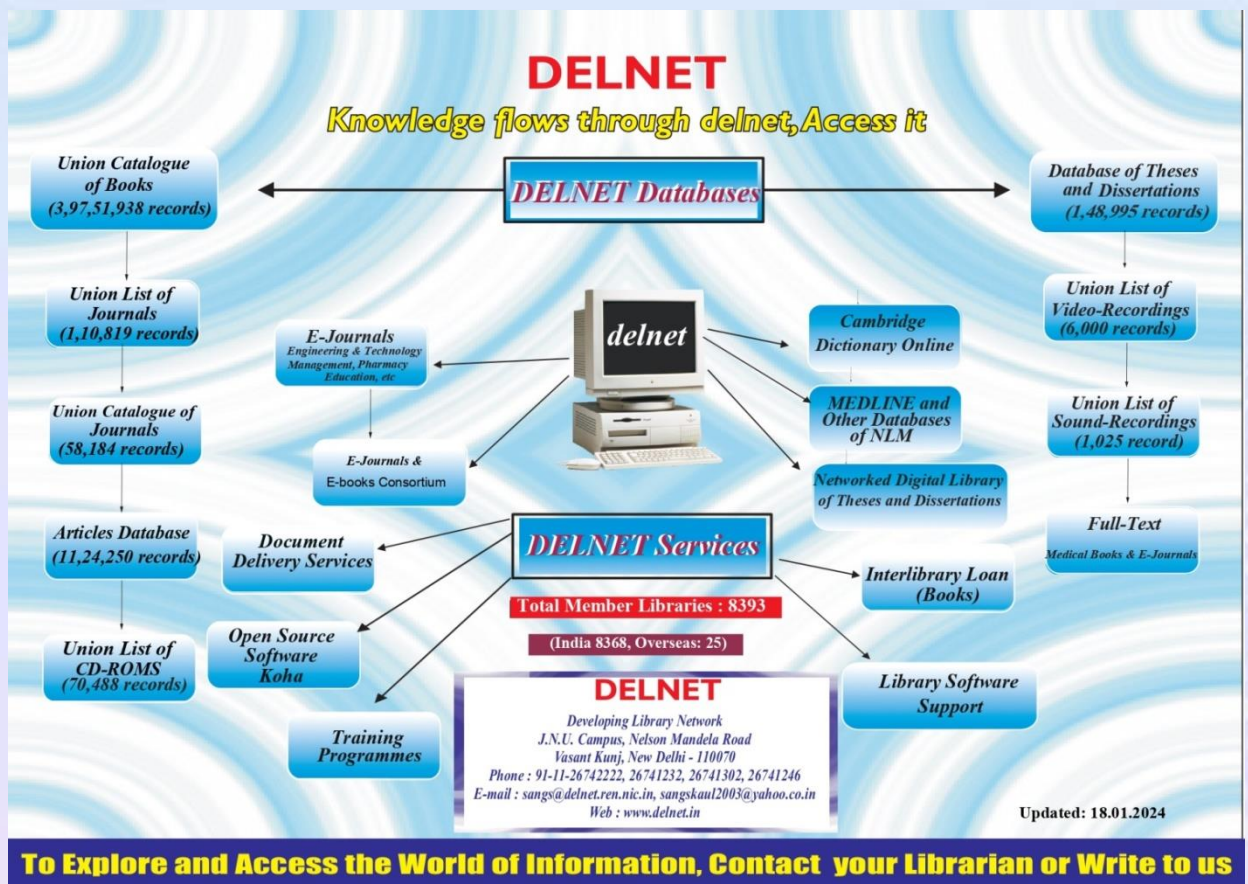 DELNET
Knowledge flows through delnet,Access it
DELNET Databases
Union Catalogue
of Books
(3,97,51,938 records)
Union List of
Journals
(1,10,819 records)
Union Catalogue of
Journals
(58,184 records)
Articles Database
(11,24,250 records)
Union List of
CD-ROMS
(70,488 records)
Database of Theses
and Dissertations
(1,48,995 records)
Union List of
Video-Recordings
(6,000 records)
Union List of
Sound-Recordings
(1,025 record)
Full-Text
Medical Books & E-Journals
delnet
E-Journals
Engineering & Technology
Management, Pharmacy
Education, etc
E-Journals &
E-books Consortium
Cambridge
Dictionary Online
MEDLINE and
Other Databases
of NLM
Networked Digital Library
of Theses and Dissertations
DELNET Services
Document
Delivery Services
Open Source
Software
Koha
Training
Programmes
Interlibrary Loan
(Books)
Library Software
Support
Total Member Libraries : 8393
(India 8368, Overseas: 25)
DELNET
Developing Library Network
J.N.U. Campus, Nelson Mandela Road
Vasant Kunj, New Delhi - 110070
Phone : 91-11-26742222, 26741232, 26741302, 26741246
E-mail : sangs@delnet.ren.nic.in, sangskaul2003@yahoo.co.in
Web : www.delnet.in
Updated: 18.01.2024
To Explore and Access the World of Information, Contact your Librarian or Write to us